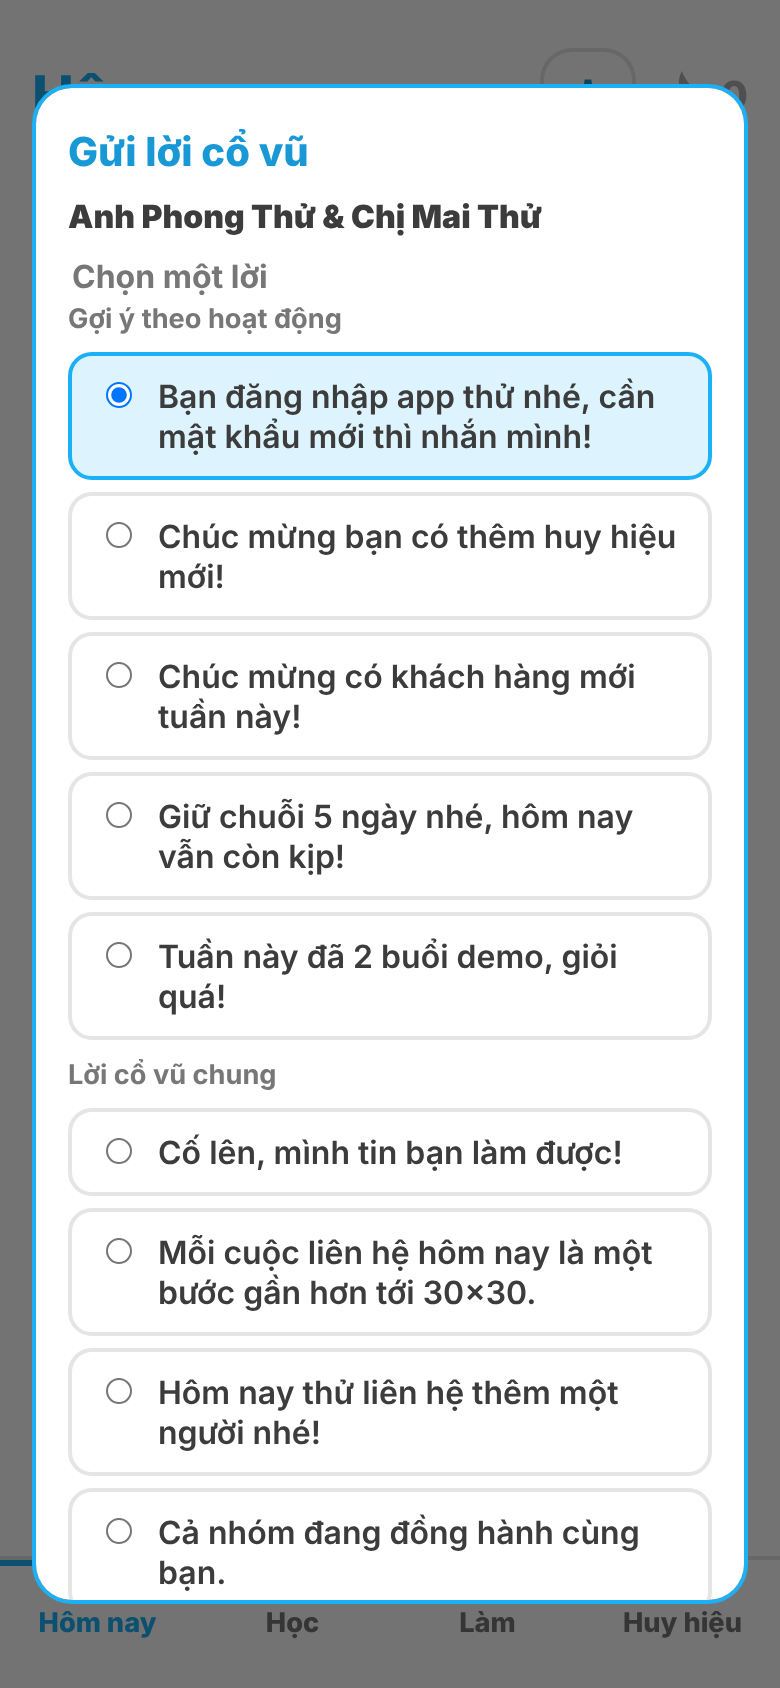 Gửi lời cổ vũ
Anh Phong Thử & Chị Mai Thử
Chọn một lời
Gợi ý theo hoạt động
Bạn đăng nhập app thử nhé, cần
mật khẩu mới thì nhắn mình!
Chúc mừng bạn có thêm huy hiệu
mới!
Chúc mừng có khách hàng mới
tuần này!
Giữ chuỗi 5 ngày nhé, hôm nay
vẫn còn kịp!
Tuần này đã 2 buổi demo, giỏi
quá!
Lời cổ vũ chung
Cố lên, mình tin bạn làm được!
Mỗi cuộc liên hệ hôm nay là một
bước gần hơn tới 30×30.
Hôm nay thử liên hệ thêm một
người nhé!
Cả nhóm đang đồng hành cùng
bạn.
Hôm nay
Học
Làm
Huy hiệu